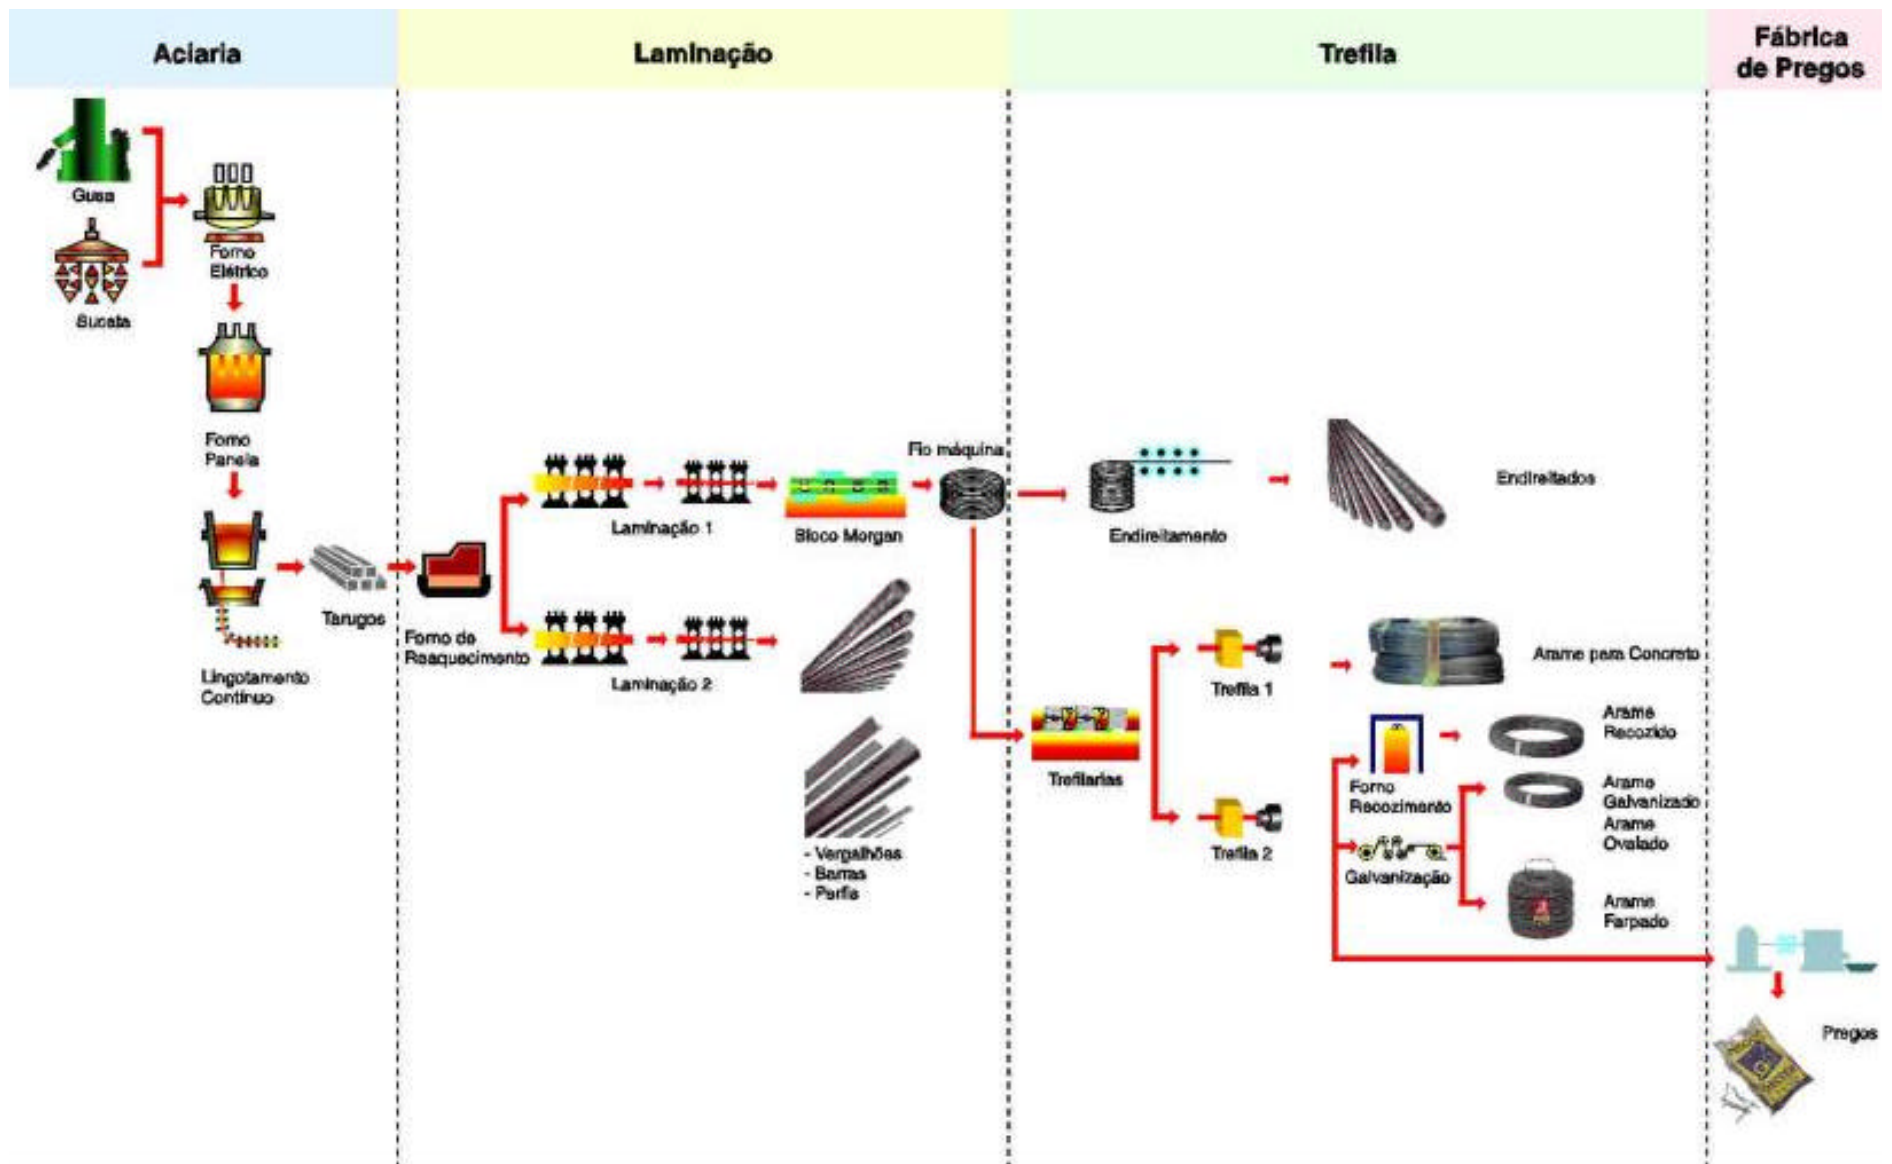 Aciaria
Laminação
Trefila
Fábrica
de Pregos
Gusa
Sucata
Forno
Elétrico
Forno
Panela
Lingotamento
Contínuo
Tarugos
Forno de
Reaquecimento
Laminação 1
Bloco Morgan
Fio máquina
Laminação 2
- Vergalhões
- Barras
- Perfis
Endireitamento
Endireitados
Trefilarias
Trefila 1
Arame para Concreto
Trefila 2
Forno
Recozimento
Arame
Recozido
Galvanização
Arame
Galvanizado
Arame
Ovalado
Arame
Farpado
Pregos